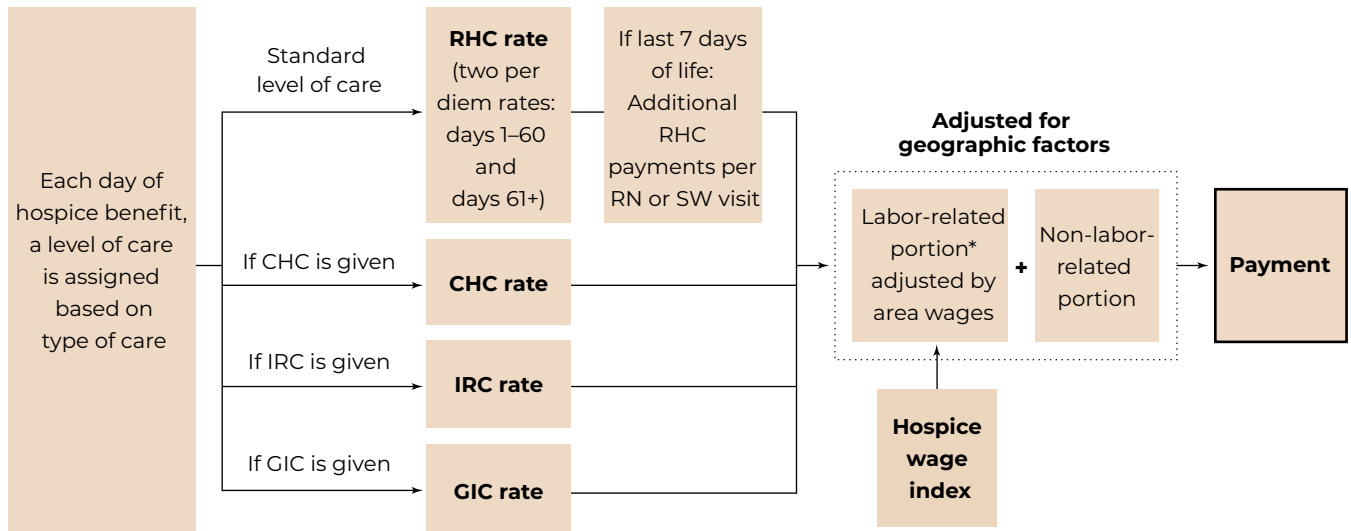 Each day of
hospice benefit,
a level of care
is assigned
based on
type of care
Standard
level of care
If CHC is given
If IRC is given
If GIC is given
RHC rate
(two per
diem rates:
days 1–60
and
days 61+)
If last 7 days
of life:
Additional
RHC
payments per
RN or SW visit
CHC rate
IRC rate
GIC rate
Adjusted for
geographic factors
Labor-related
portion*
adjusted by
area wages
+
Non-labor-
related
portion
Hospice
wage
index
Payment